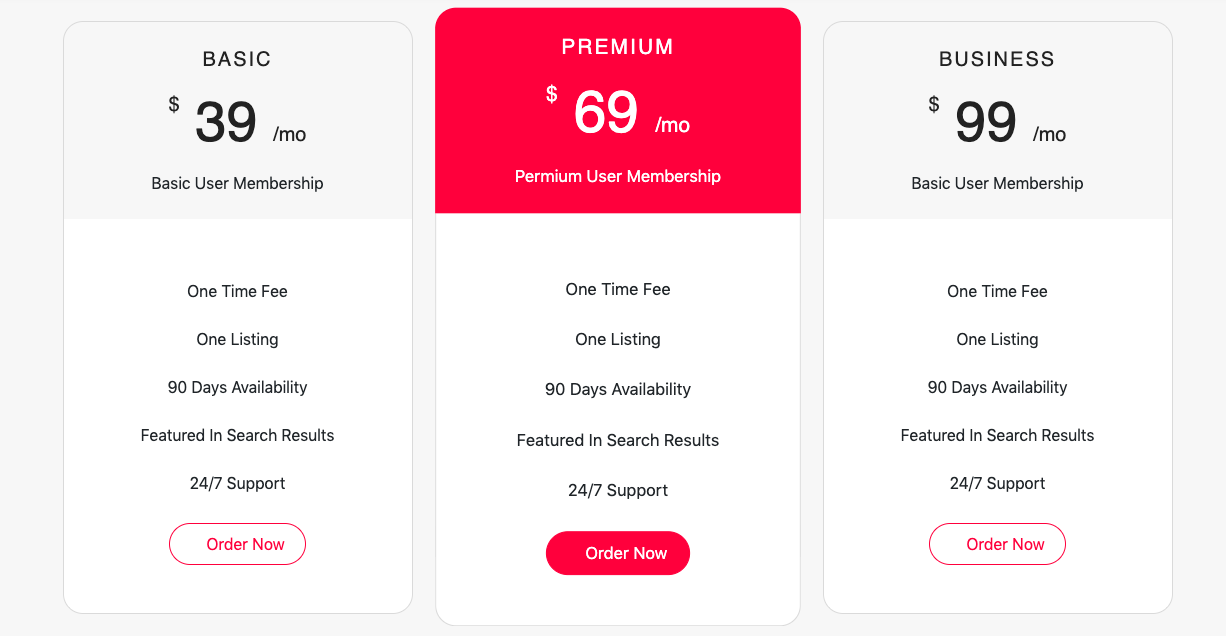 BASIC
$ 39 /mo
Basic User Membership
One Time Fee
One Listing
90 Days Availability
Featured In Search Results
24/7 Support
Order Now
PREMIUM
$ 69 /mo
Permium User Membership
One Time Fee
One Listing
90 Days Availability
Featured In Search Results
24/7 Support
Order Now
BUSINESS
$ 99 /mo
Basic User Membership
One Time Fee
One Listing
90 Days Availability
Featured In Search Results
24/7 Support
Order Now